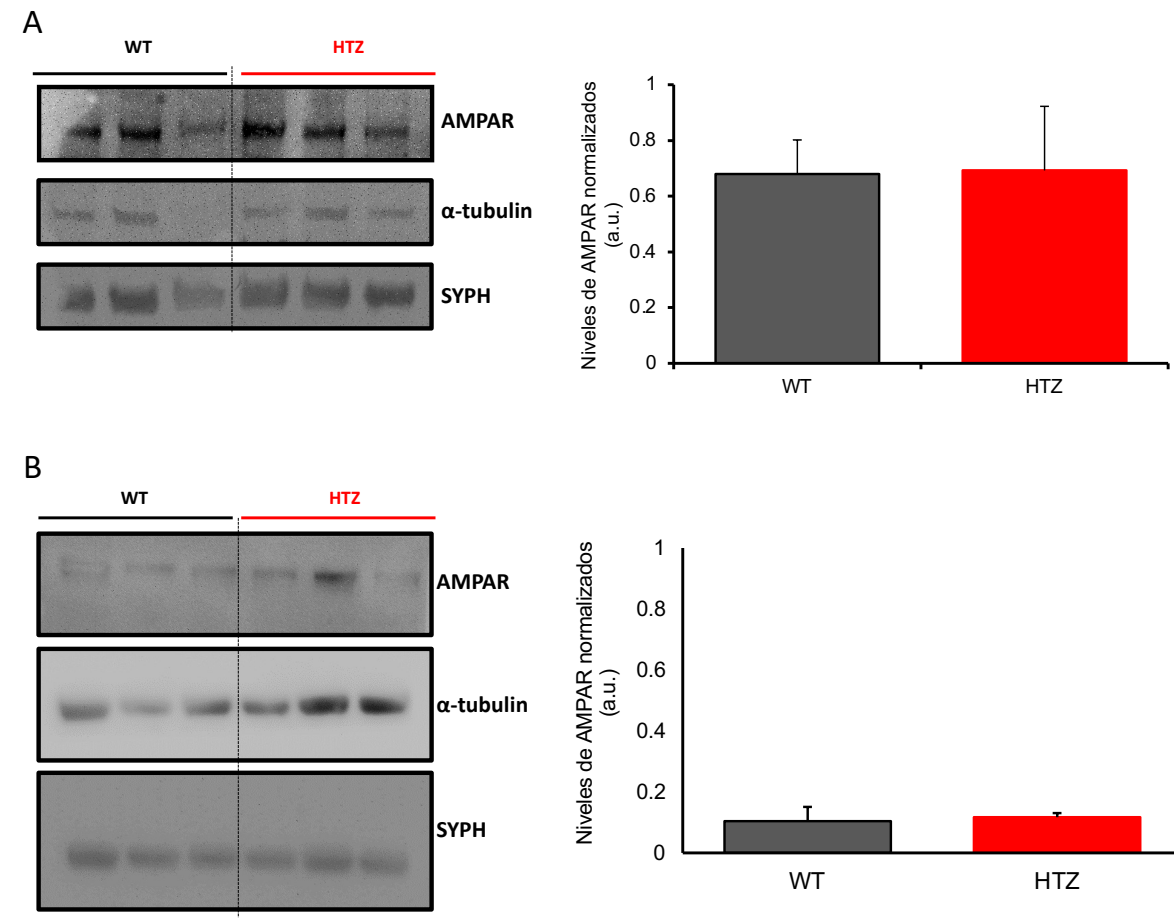 A
WT HTZ
AMPAR
α-tubulin
SYPH
Niveles de AMPAR normalizados
(a.u.)
1
0.8
0.6
0.4
0.2
0
WT HTZ
B
WT HTZ
AMPAR
α-tubulin
SYPH
Niveles de AMPAR normalizados
(a.u.)
1
0.8
0.6
0.4
0.2
0
WT HTZ